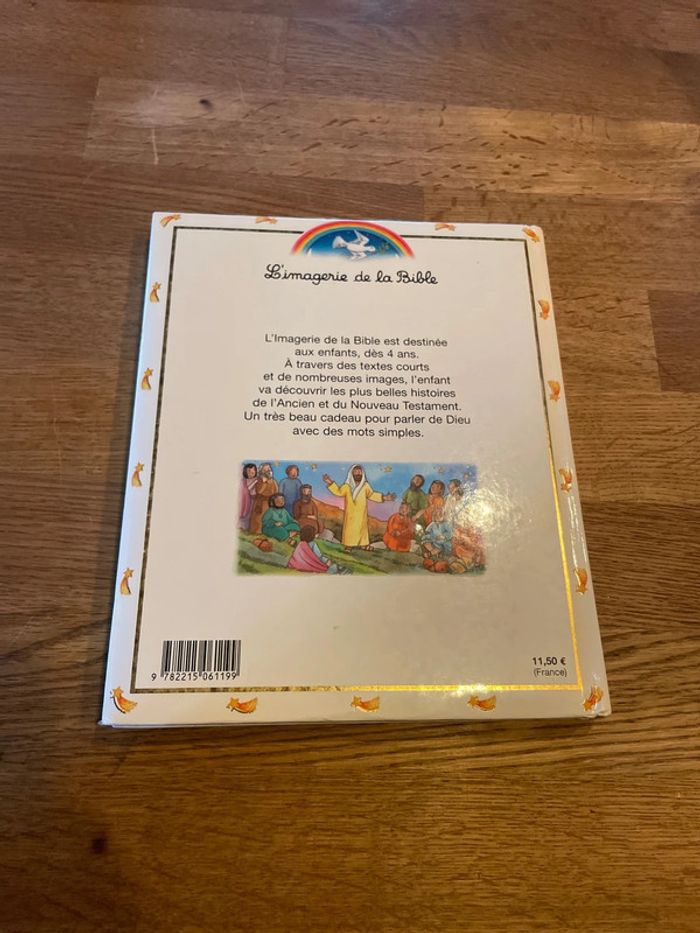 L'imagerie de la Bible
L'Imagerie de la Bible est destinée
aux enfants, dès 4 ans.
À travers des textes courts
et de nombreuses images, l'enfant
va découvrir les plus belles histoires
de l'Ancien et du Nouveau Testament.
Un très beau cadeau pour parler de Dieu
avec des mots simples.
9 782215 061199
11,50 €
(France)